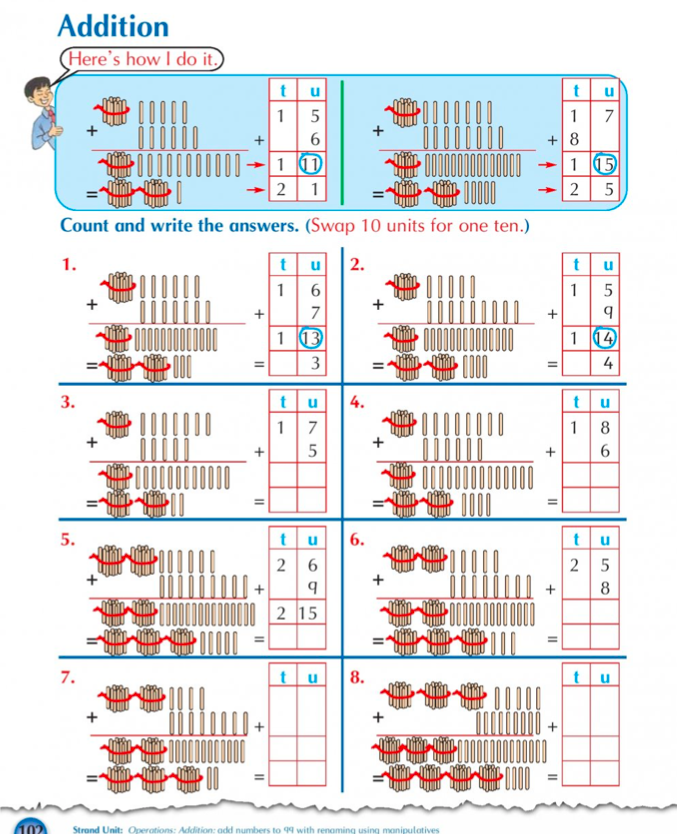 Addition
Here's how I do it.
t u t u
1 5 1 7
+ + 6 + + 8
1 11 1 15
= 2 1 = 2 5
Count and write the answers. (Swap 10 units for one ten.)
1. t u 2. t u
1 6 1 5
+ + 7 + + 9
1 13 1 14
= = 3 = = 4
3. t u 4. t u
1 7 1 8
+ + 5 + + 6
= = = =
5. t u 6. t u
2 6 2 5
+ + 9 + + 8
2 15
= = = =
7. t u 8. t u
+ + + +
= = = =
102 Strand Unit: Operations: Addition: add numbers to 99 with renaming using manipulatives